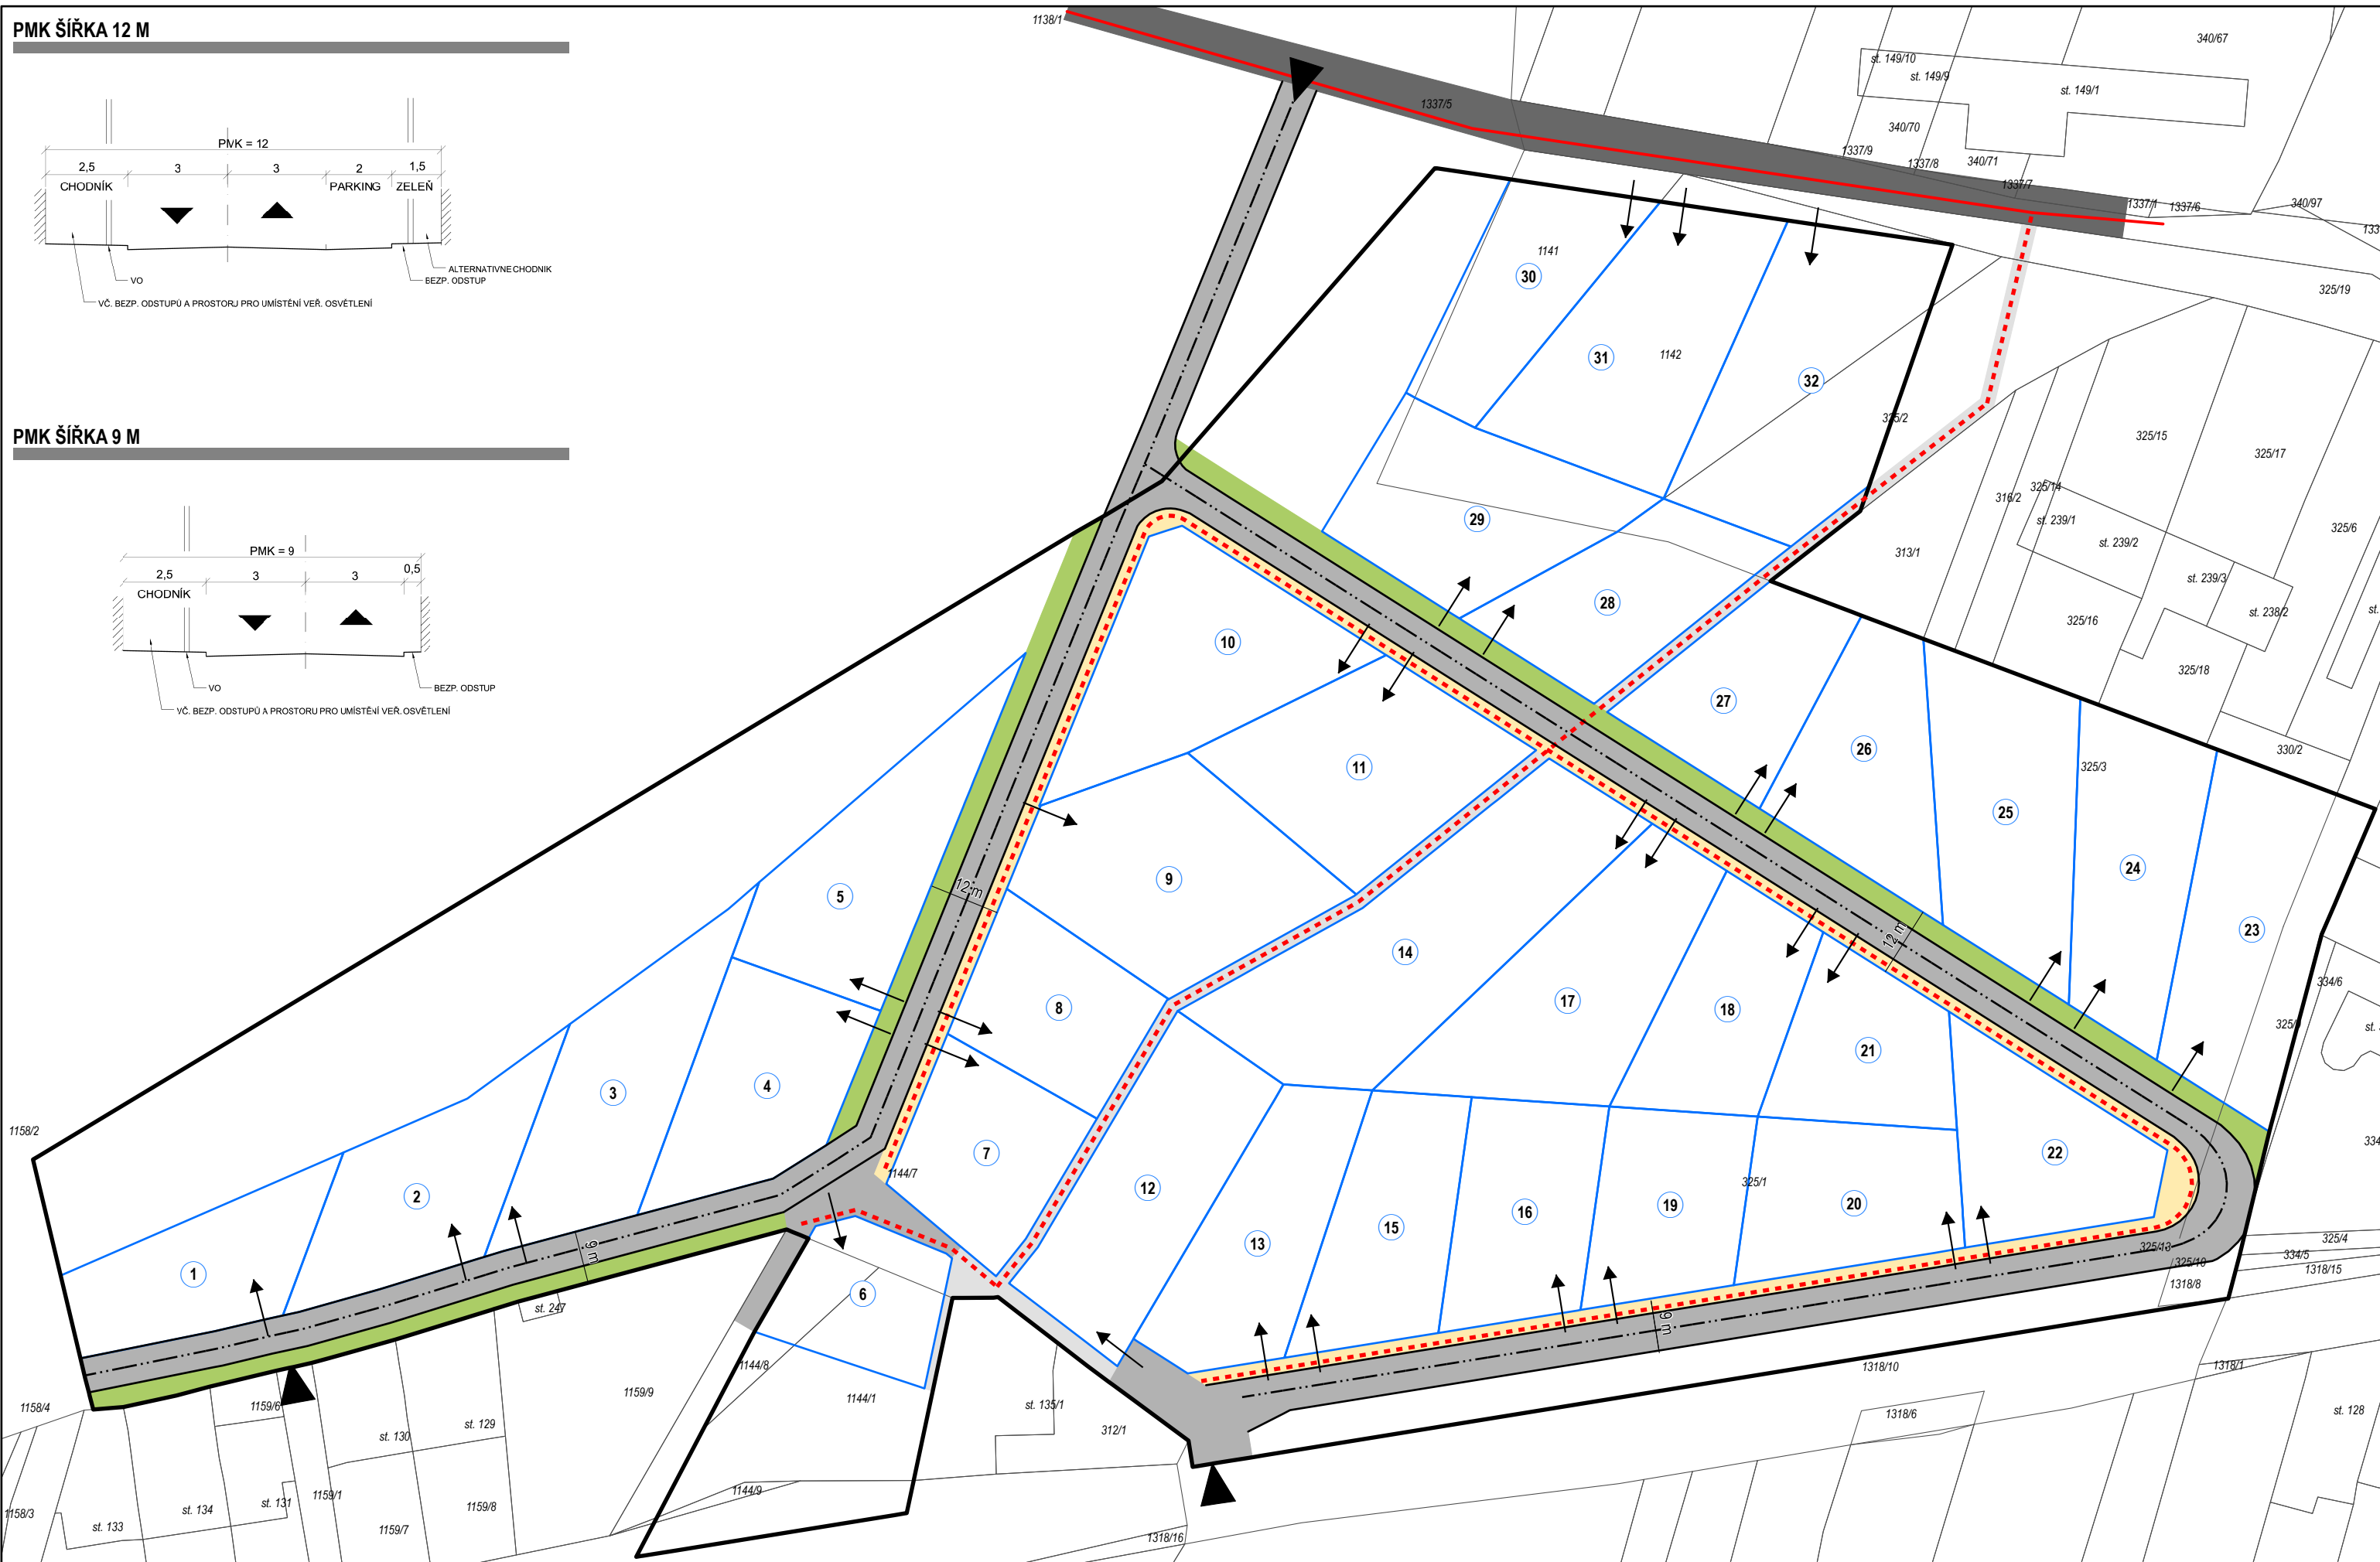 PMK ŠÍŘKA 12 M
PMK = 12
2,5 3 3 2 1,5
CHODNÍK PARKING ZELEŇ
ALTERNATIVNE CHODNIK
BEZP. ODSTUP
VO
VČ. BEZP. ODSTUPŮ A PROSTORU PRO UMÍSTĚNÍ VEŘ. OSVĚTLENÍ
PMK ŠÍŘKA 9 M
PMK = 9
2,5 3 3 0,5
CHODNÍK
VO
BEZP. ODSTUP
VČ. BEZP. ODSTUPŮ A PROSTORU PRO UMÍSTĚNÍ VEŘ. OSVĚTLENÍ
1138/1
340/67
st. 149/10
st. 149/9
st. 149/1
1337/5
340/70
1337/9
1337/8
340/71
1337/7
1337/1
1337/6
340/97
133
1141
30
325/19
31
1142
32
325/2
325/15
325/17
316/2
325/14
st. 239/1
29
325/6
st. 239/2
313/1
st. 239/3
28
st. 238/2
st.
325/16
10
325/18
27
26
330/2
11
325/3
25
24
9
5
12 m
23
12 m
14
334/6
17
8
18
325/
st.
21
4
3
1158/2
334
7
22
1144/7
325/1
12
2
20
19
16
15
13
325/4
325/13
334/5
325/10
1318/15
9 m
1
1318/8
6
st. 247
9 m
1144/8
1318/10
1318/1
1159/9
1144/1
st. 135/1
1159/6
1158/4
st. 128
1318/6
st. 129
312/1
st. 130
1144/9
1159/1
st. 131
1159/8
st. 134
1158/3
st. 133
1159/7
1318/16